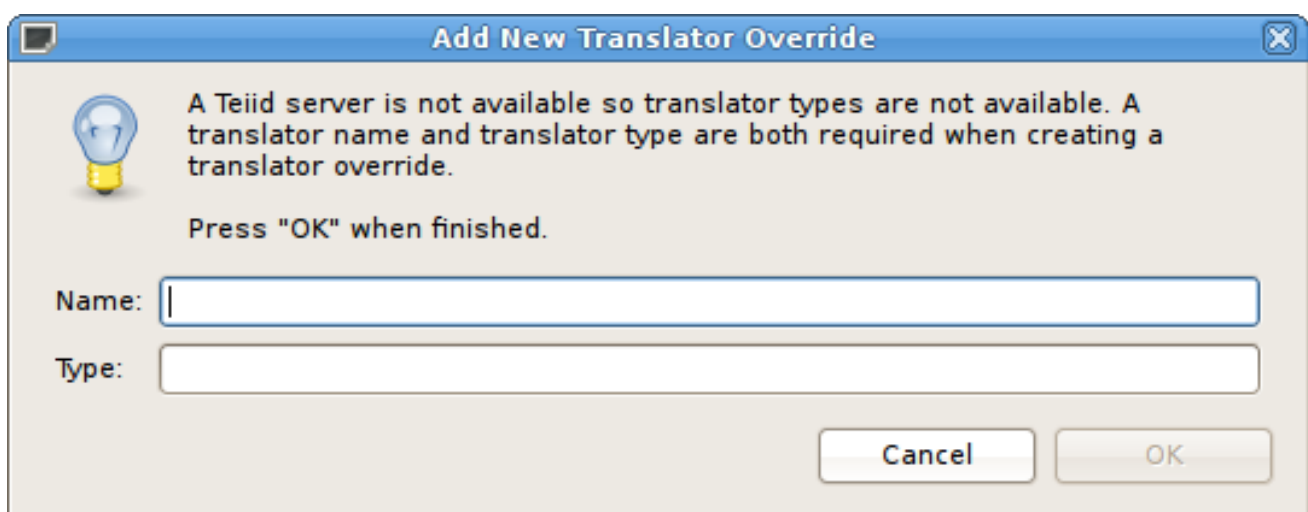 Add New Translator Override
A Teiid server is not available so translator types are not available. A
translator name and translator type are both required when creating a
translator override.
Press "OK" when finished.
Name:
Type:
Cancel
OK